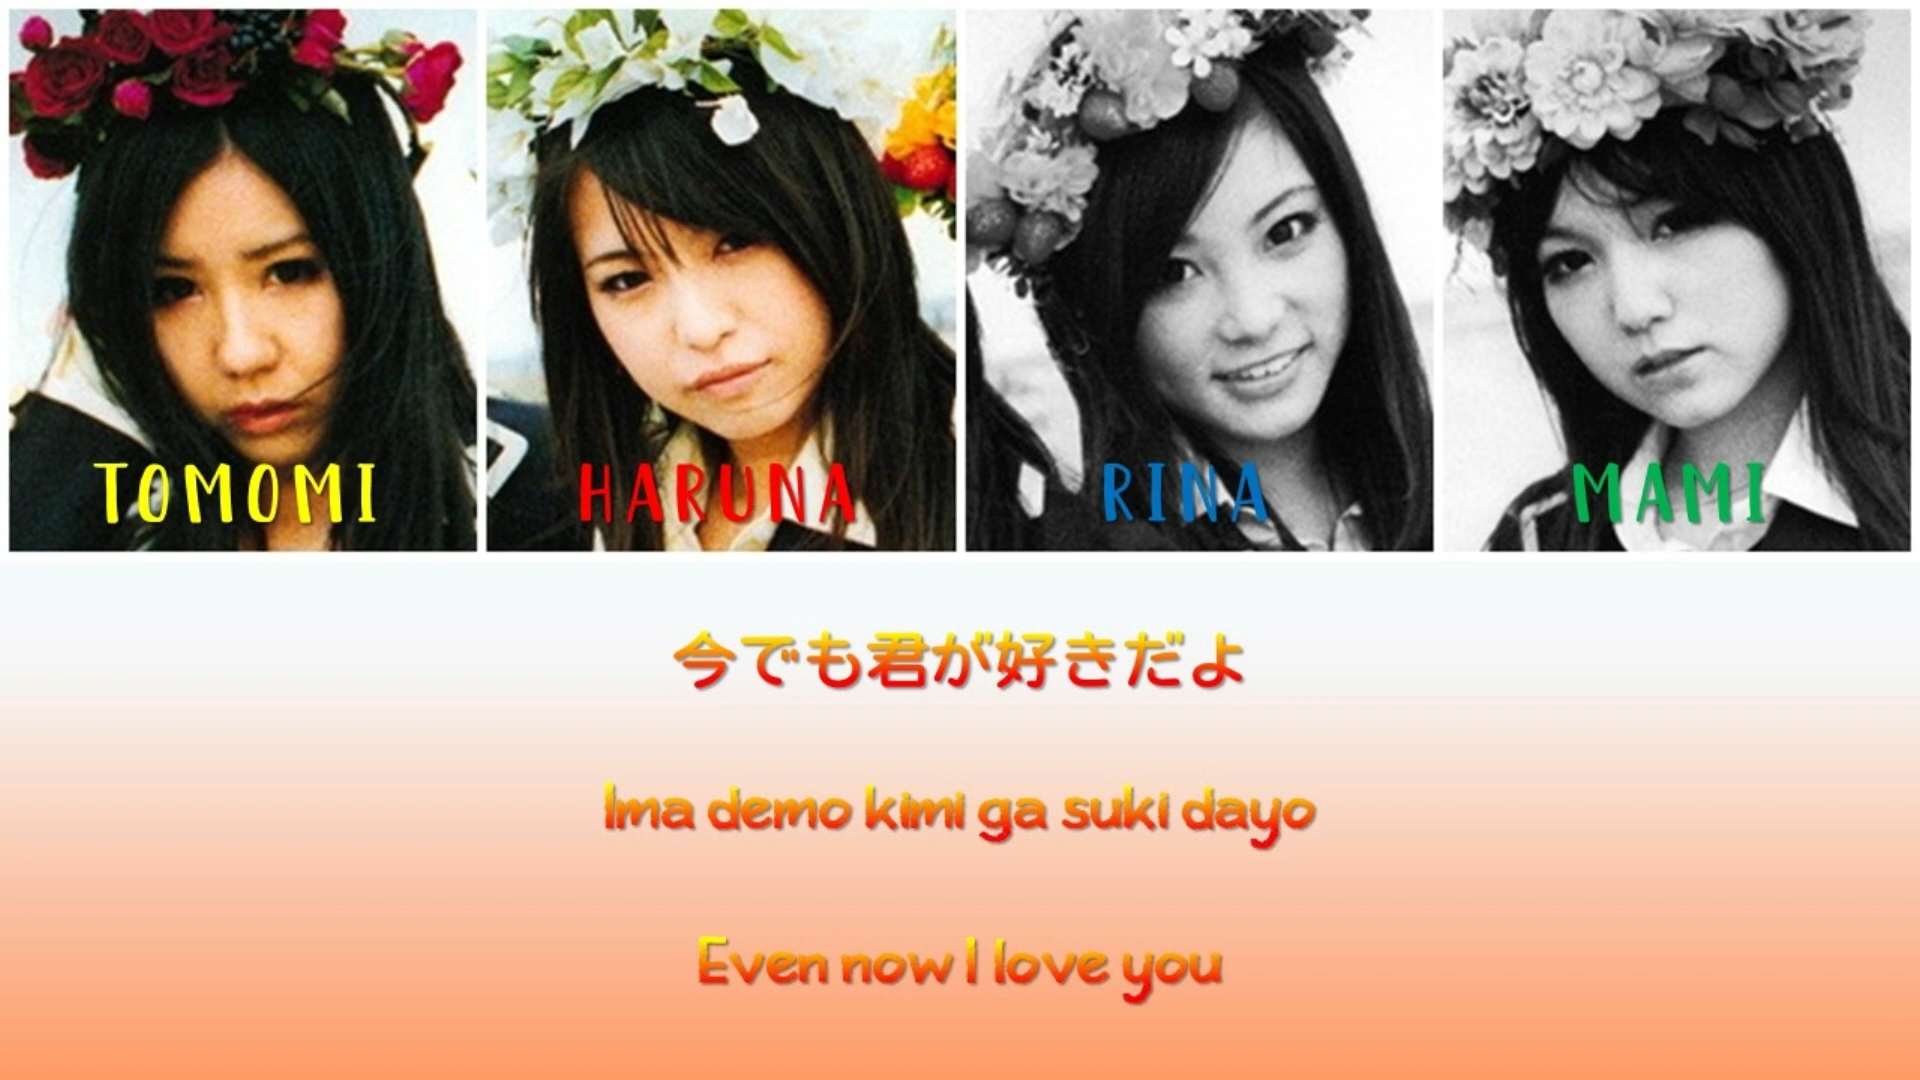 TOMOMI
HARUNA
RINA
MAMI
今でも君が好きだよ
Ima demo kimi ga suki dayo
Even now I love you